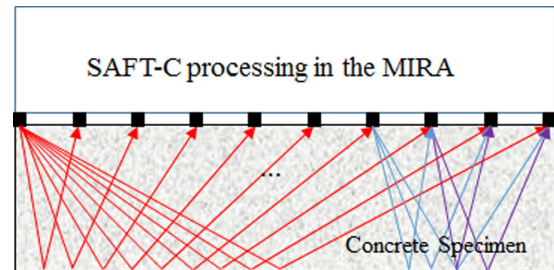 SAFT-C processing in the MIRA
...
Concrete Specimen